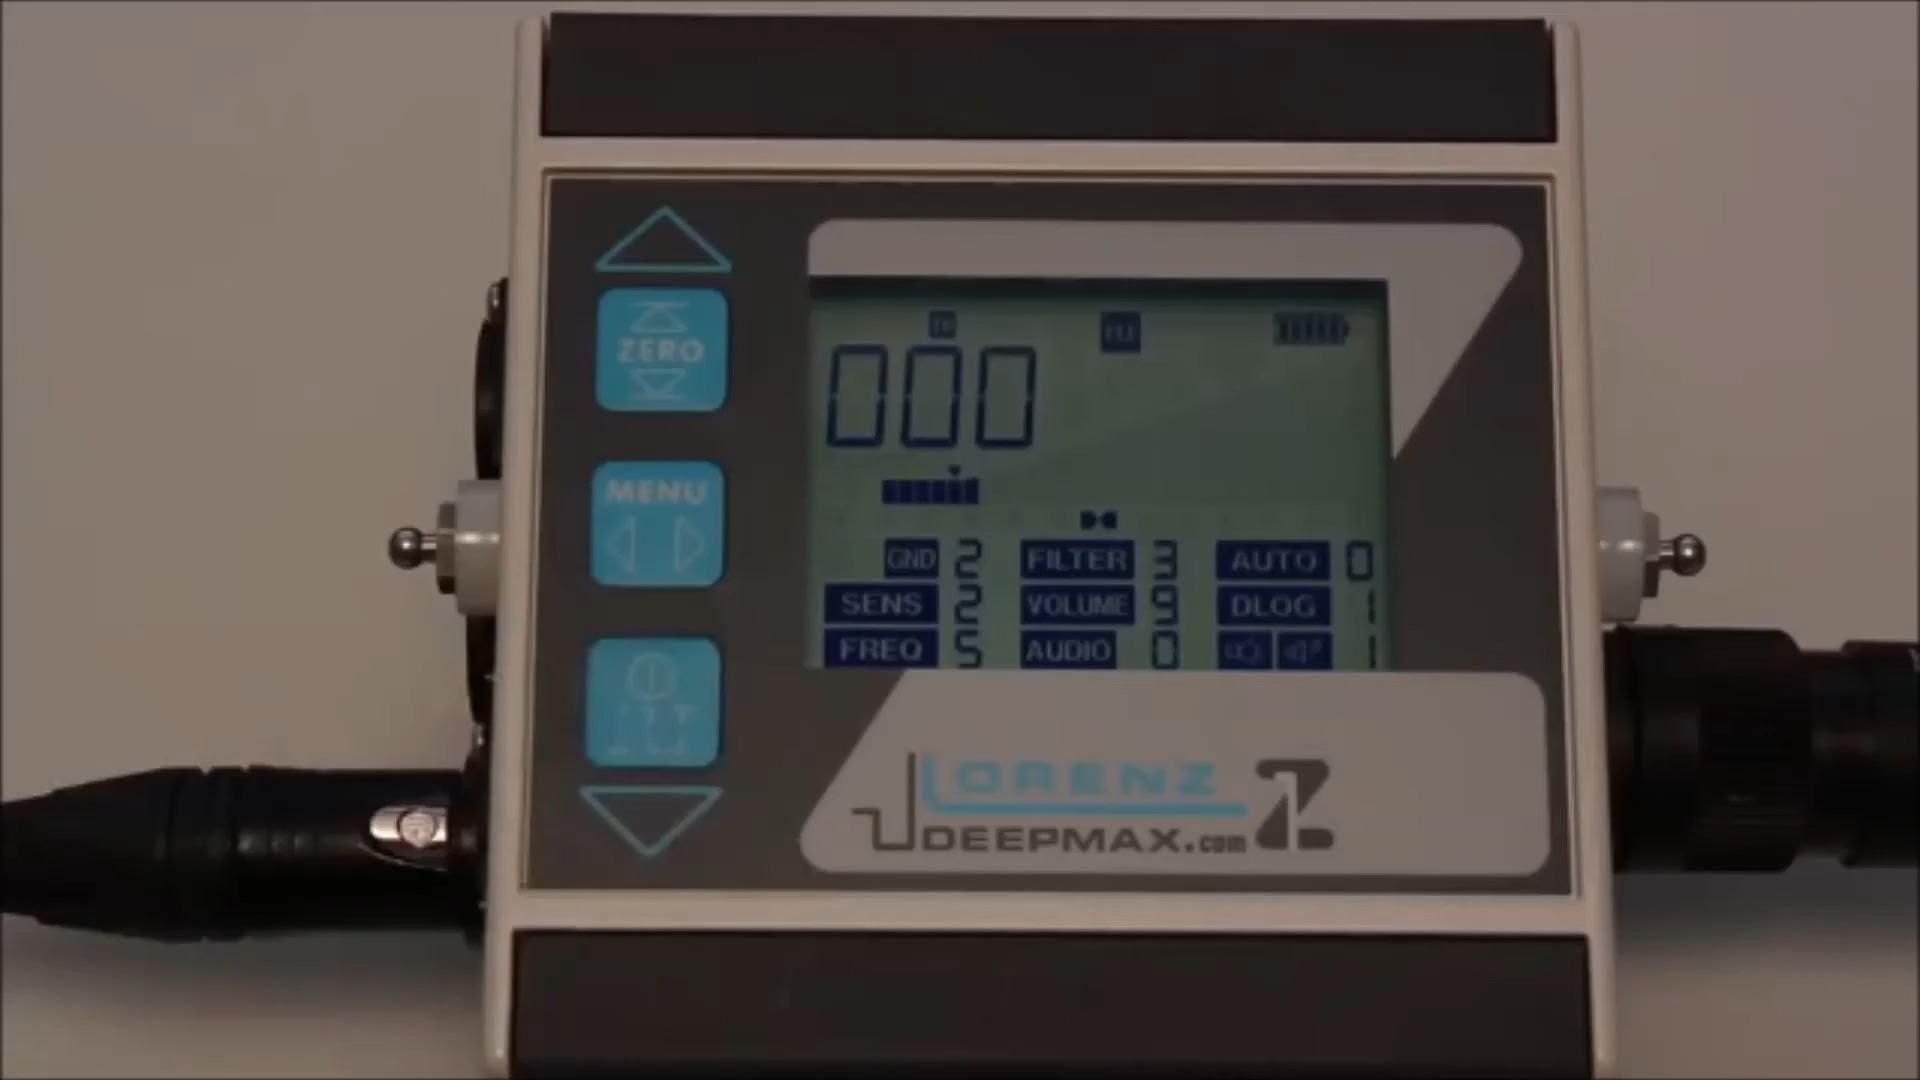 ZERO
MENU
000
GND 2 FILTER 3 AUTO 0
SENS 2 VOLUME 9 DLOG 1
FREQ 5 AUDIO 0 1
LORENZ
DEEPMAX.com Z1